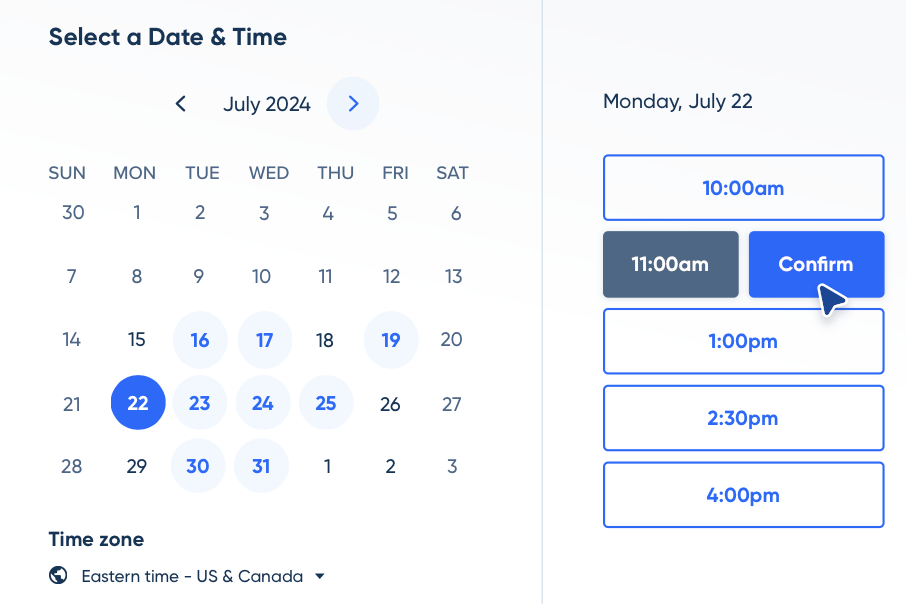 Select a Date & Time
July 2024
SUN MON TUE WED THU FRI SAT
30 1 2 3 4 5 6
7 8 9 10 11 12 13
14 15 16 17 18 19 20
21 22 23 24 25 26 27
28 29 30 31 1 2 3
Time zone
Eastern time - US & Canada
Monday, July 22
10:00am
11:00am Confirm
1:00pm
2:30pm
4:00pm